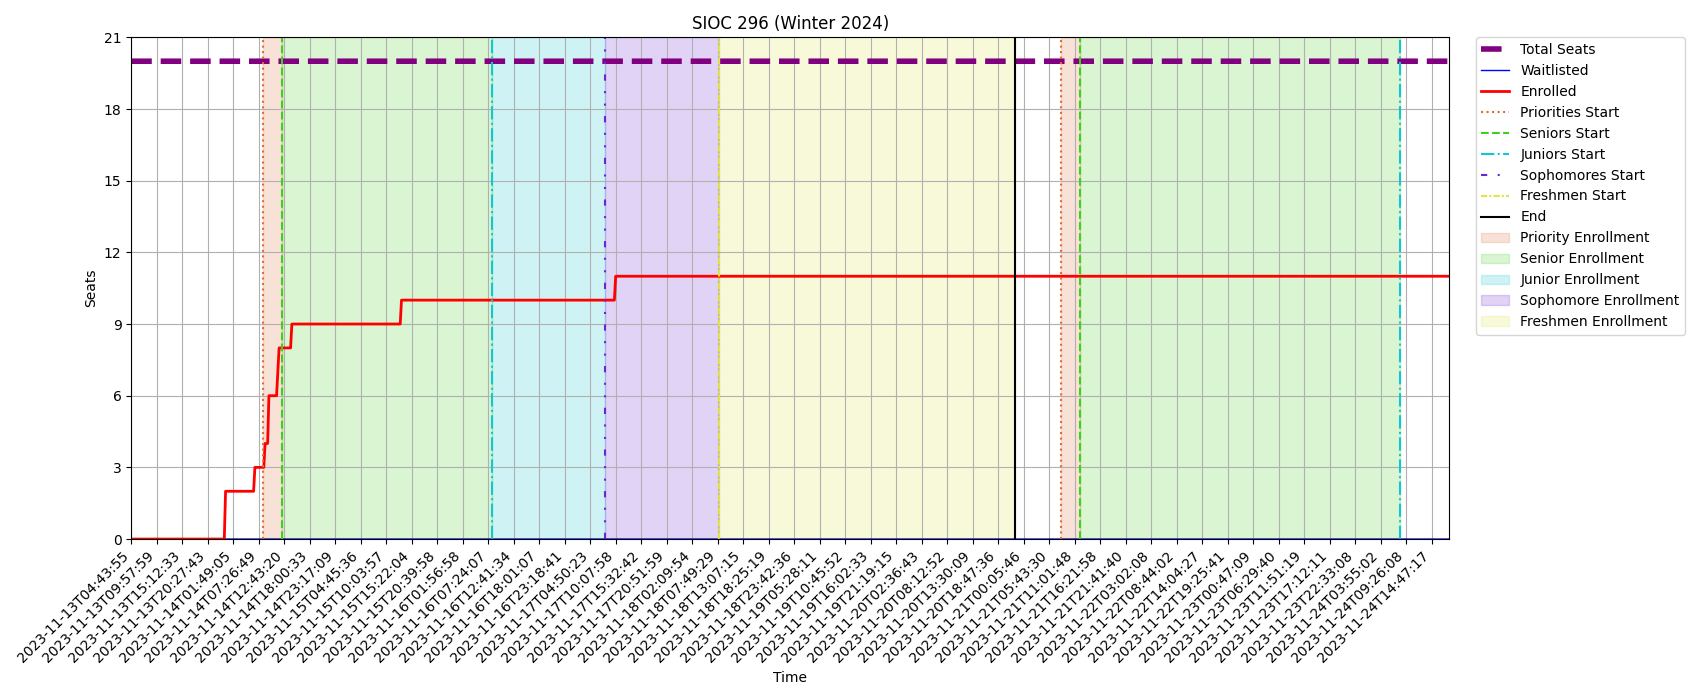 SIOC 296 (Winter 2024)
21
18
15
12
9
6
3
0
Seats
2023-11-13T04:43:55
2023-11-13T09:57:59
2023-11-13T15:12:33
2023-11-13T20:27:43
2023-11-14T01:49:05
2023-11-14T07:26:49
2023-11-14T12:43:20
2023-11-14T18:00:33
2023-11-14T23:17:09
2023-11-15T04:45:36
2023-11-15T10:03:57
2023-11-15T15:22:04
2023-11-15T20:39:58
2023-11-16T01:56:58
2023-11-16T07:24:07
2023-11-16T12:41:34
2023-11-16T18:01:07
2023-11-16T23:18:41
2023-11-17T04:50:23
2023-11-17T10:07:58
2023-11-17T15:32:42
2023-11-17T20:51:59
2023-11-18T02:09:54
2023-11-18T07:49:29
2023-11-18T13:07:15
2023-11-18T18:25:19
2023-11-18T23:42:36
2023-11-19T05:28:11
2023-11-19T10:45:52
2023-11-19T16:02:33
2023-11-19T21:19:15
2023-11-20T02:36:43
2023-11-20T08:12:52
2023-11-20T13:30:09
2023-11-20T18:47:36
2023-11-21T00:05:46
2023-11-21T05:43:30
2023-11-21T11:01:48
2023-11-21T16:21:58
2023-11-21T21:41:40
2023-11-22T03:02:08
2023-11-22T08:44:02
2023-11-22T14:04:27
2023-11-22T19:25:41
2023-11-23T00:47:09
2023-11-23T06:29:40
2023-11-23T11:51:19
2023-11-23T17:12:11
2023-11-23T22:33:08
2023-11-24T03:55:02
2023-11-24T09:26:08
2023-11-24T14:47:17
Time
Total Seats
Waitlisted
Enrolled
Priorities Start
Seniors Start
Juniors Start
Sophomores Start
Freshmen Start
End
Priority Enrollment
Senior Enrollment
Junior Enrollment
Sophomore Enrollment
Freshmen Enrollment